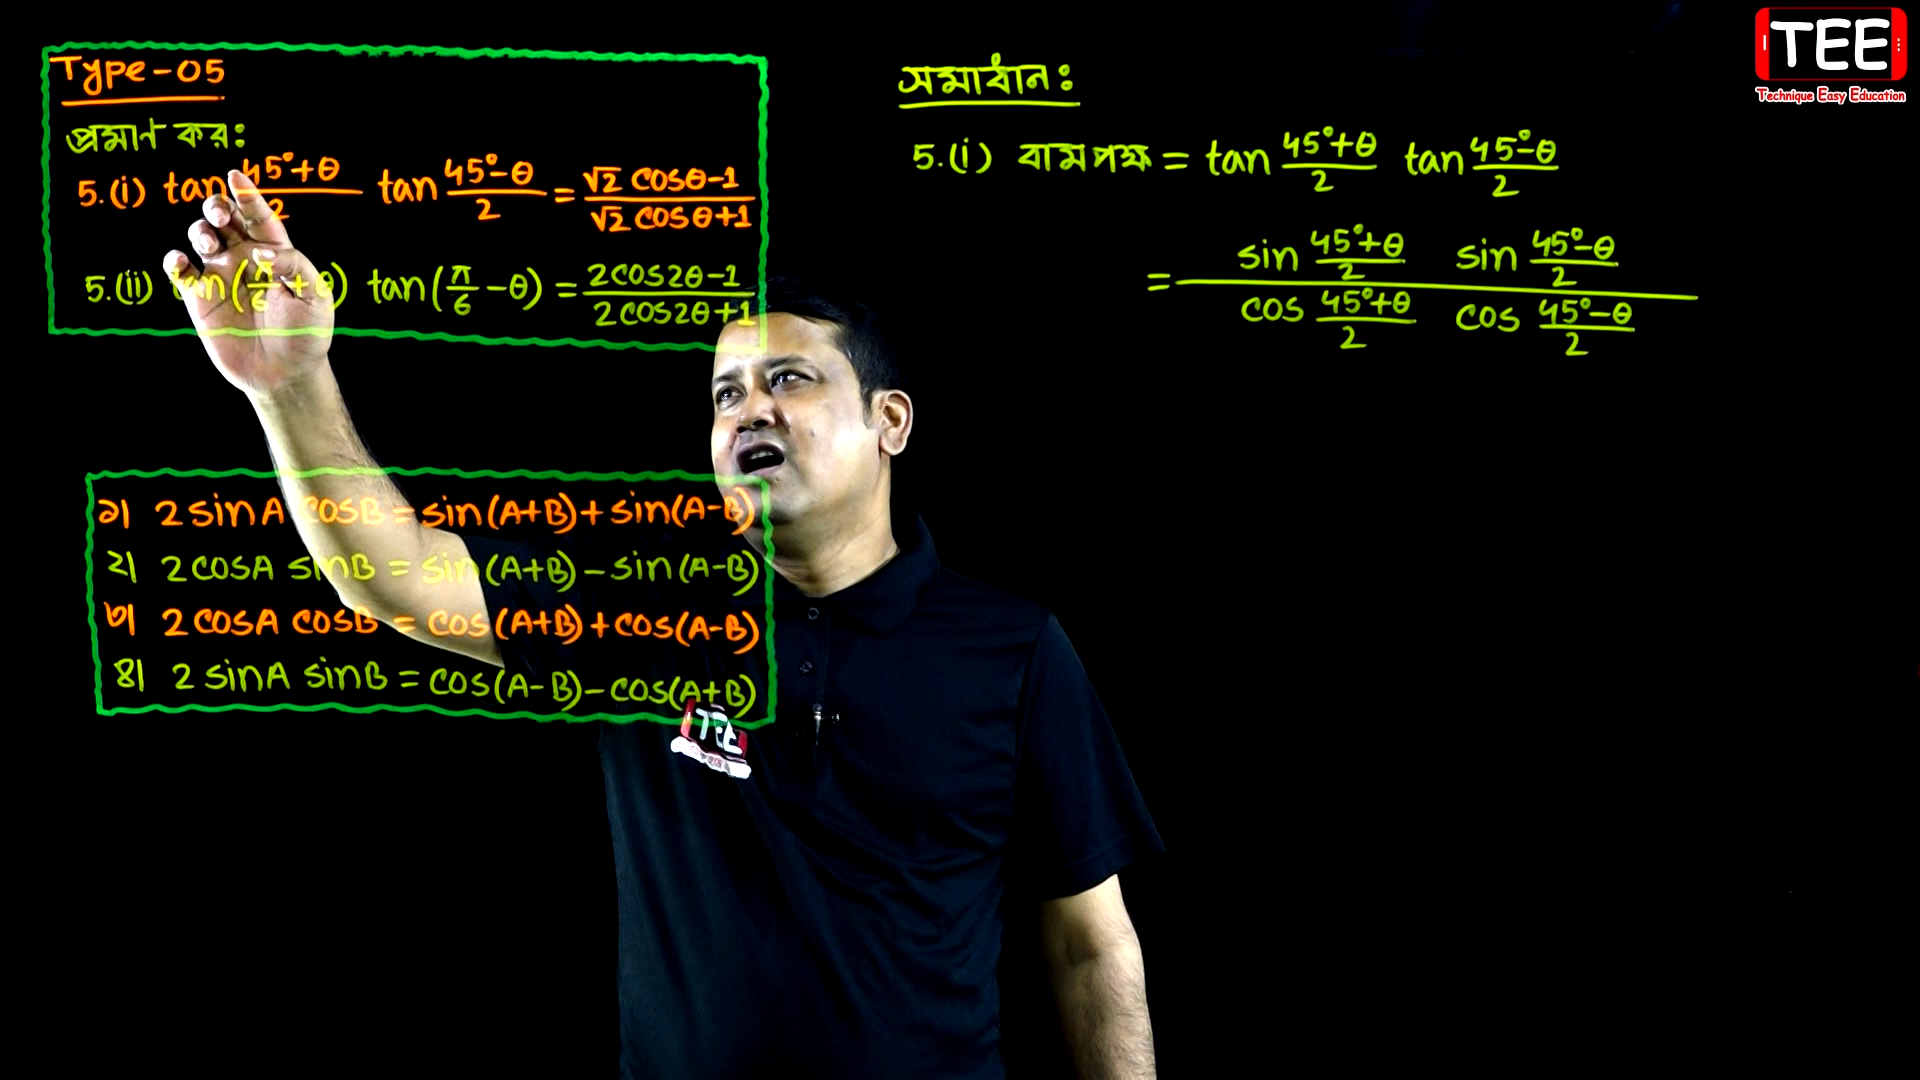 Type-05
প্রমাণ কর:
5.(i) tan (45°+θ)/2 tan (45°-θ)/2 = (√2 cosθ-1)/(√2 cosθ+1)
5.(ii) tan(π/6+θ) tan(π/6-θ) = (2cos2θ-1)/(2cos2θ+1)
১। 2sinA cosB = sin(A+B)+sin(A-B)
২। 2cosA sinB = sin(A+B)-sin(A-B)
৩। 2cosA cosB = cos(A+B)+cos(A-B)
৪। 2sinA sinB = cos(A-B)-cos(A+B)
TEE
সমাধান:
5.(i) বামপক্ষ = tan (45°+θ)/2 tan (45°-θ)/2
= (sin (45°+θ)/2 sin (45°-θ)/2)/(cos (45°+θ)/2 cos (45°-θ)/2)
TEE
Technique Easy Education